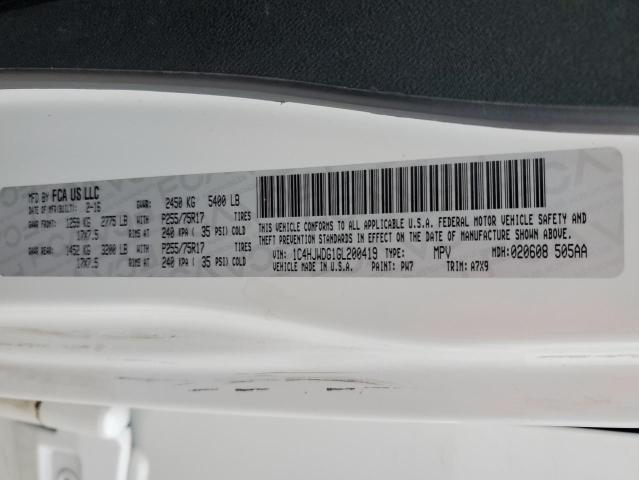 MFD BY FCA US LLC
DATE OF MFR(BUILT): 2-16 GVWR: 2450 KG 5400 LB
GAWR FRONT: 1259 KG 2775 LB WITH P255/75R17 TIRES
17X7.5 RIMS AT 240 KPA ( 35 PSI) COLD
GAWR REAR: 1452 KG 3200 LB WITH P255/75R17 TIRES
17X7.5 RIMS AT 240 KPA ( 35 PSI) COLD
THIS VEHICLE CONFORMS TO ALL APPLICABLE U.S.A. FEDERAL MOTOR VEHICLE SAFETY AND
THEFT PREVENTION STANDARDS IN EFFECT ON THE DATE OF MANUFACTURE SHOWN ABOVE.
VIN: 1C4HJWDG1GL200419 TYPE: MPV MDH: 020608 505AA
VEHICLE MADE IN U.S.A. PAINT: PW7 TRIM: A7X9